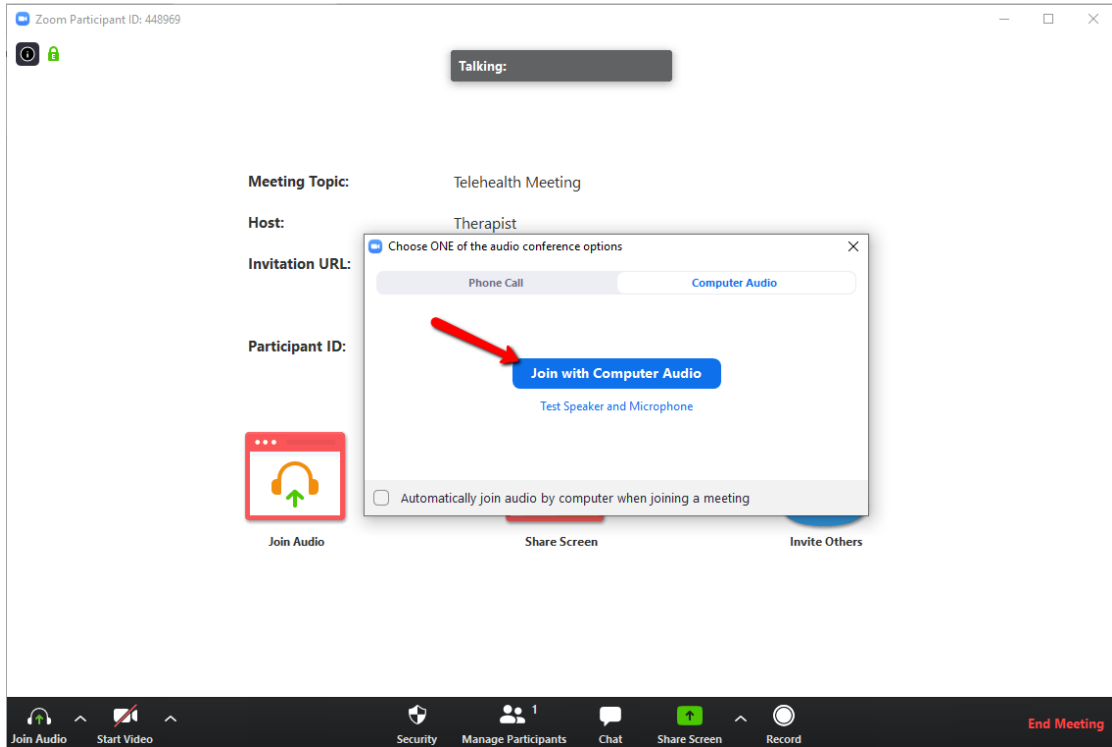 Zoom Participant ID: 448969
Talking:
Meeting Topic: Telehealth Meeting
Host: Therapist
Choose ONE of the audio conference options
Invitation URL:
Phone Call Computer Audio
Participant ID:
Join with Computer Audio
Test Speaker and Microphone
Automatically join audio by computer when joining a meeting
Join Audio Share Screen Invite Others
1
Join Audio Start Video Security Manage Participants Chat Share Screen Record End Meeting